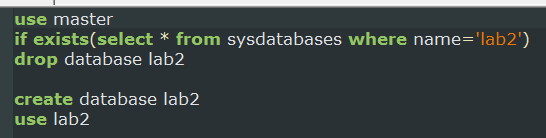 use master
if exists(select * from sysdatabases where name='lab2')
drop database lab2
create database lab2
use lab2